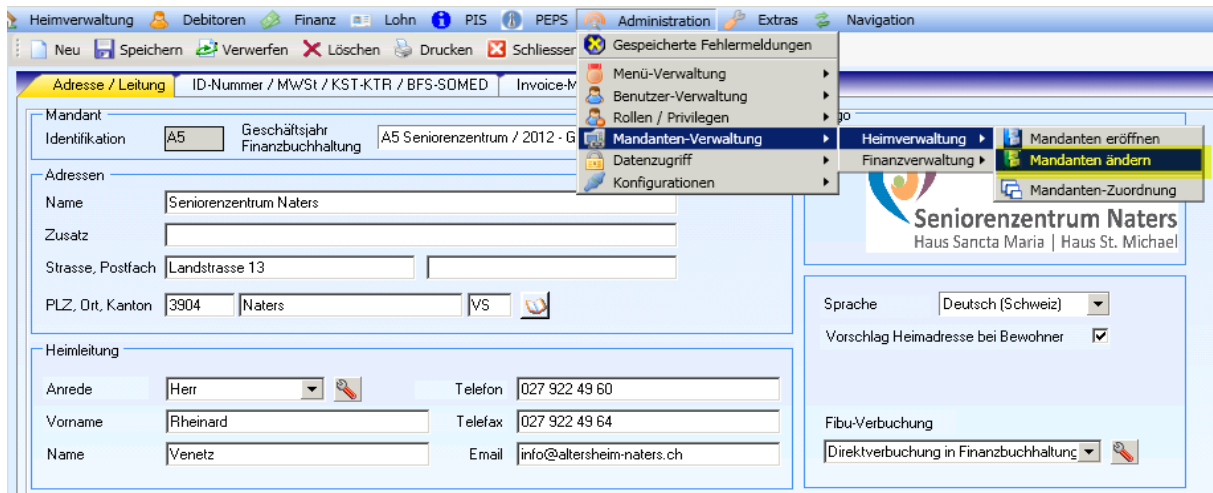 Heimverwaltung Debitoren Finanz Lohn PIS PEPS Administration Extras Navigation
Neu Speichern Verwerfen Löschen Drucken Schliesser
Gespeicherte Fehlermeldungen
Menü-Verwaltung
Benutzer-Verwaltung
Rollen / Privilegen
Mandanten-Verwaltung
Datenzugriff
Konfigurationen
Heimverwaltung
Finanzverwaltung
Mandanten eröffnen
Mandanten ändern
Mandanten-Zuordnung
Adresse / Leitung ID-Nummer / MWSt / KST-KTR / BFS-SOMED Invoice-M
Mandant
Identifikation A5 Geschäftsjahr
Finanzbuchhaltung A5 Seniorenzentrum / 2012 - G
go
Seniorenzentrum Naters
Haus Sancta Maria | Haus St. Michael
Adressen
Name Seniorenzentrum Naters
Zusatz
Strasse, Postfach Landstrasse 13
PLZ, Ort, Kanton 3904 Naters VS
Sprache Deutsch (Schweiz)
Vorschlag Heimadresse bei Bewohner
Heimleitung
Anrede Herr Telefon 027 922 49 60
Vorname Rheinard Telefax 027 922 49 64
Name Venetz Email info@altersheim-naters.ch
Fibu-Verbuchung
Direktverbuchung in Finanzbuchhaltung